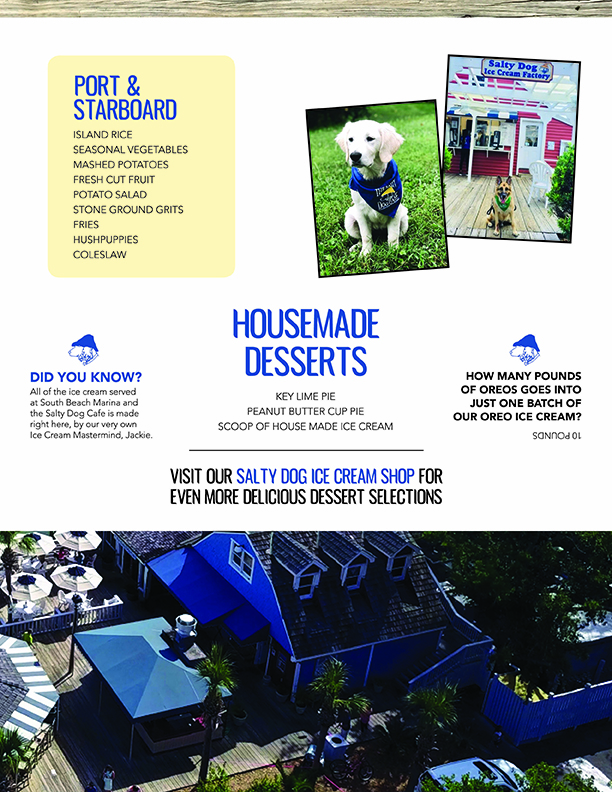 PORT &
STARBOARD
ISLAND RICE
SEASONAL VEGETABLES
MASHED POTATOES
FRESH CUT FRUIT
POTATO SALAD
STONE GROUND GRITS
FRIES
HUSHPUPPIES
COLESLAW
Salty Dog
Ice Cream Factory
HOUSEMADE
DESSERTS
KEY LIME PIE
PEANUT BUTTER CUP PIE
SCOOP OF HOUSE MADE ICE CREAM
DID YOU KNOW?
All of the ice cream served
at South Beach Marina and
the Salty Dog Cafe is made
right here, by our very own
Ice Cream Mastermind, Jackie.
HOW MANY POUNDS
OF OREOS GOES INTO
JUST ONE BATCH OF
OUR OREO ICE CREAM?
10 POUNDS
VISIT OUR SALTY DOG ICE CREAM SHOP FOR
EVEN MORE DELICIOUS DESSERT SELECTIONS